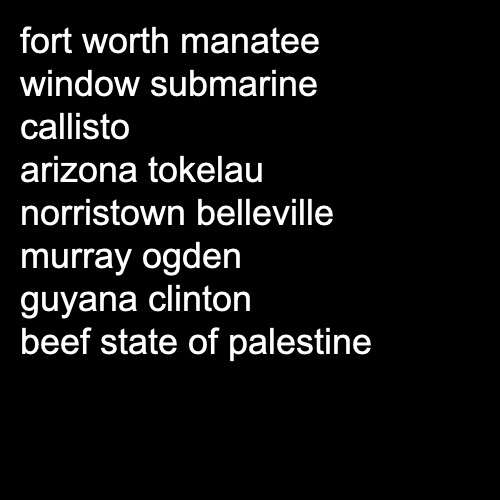 fort worth manatee
window submarine
callisto
arizona tokelau
norristown belleville
murray ogden
guyana clinton
beef state of palestine